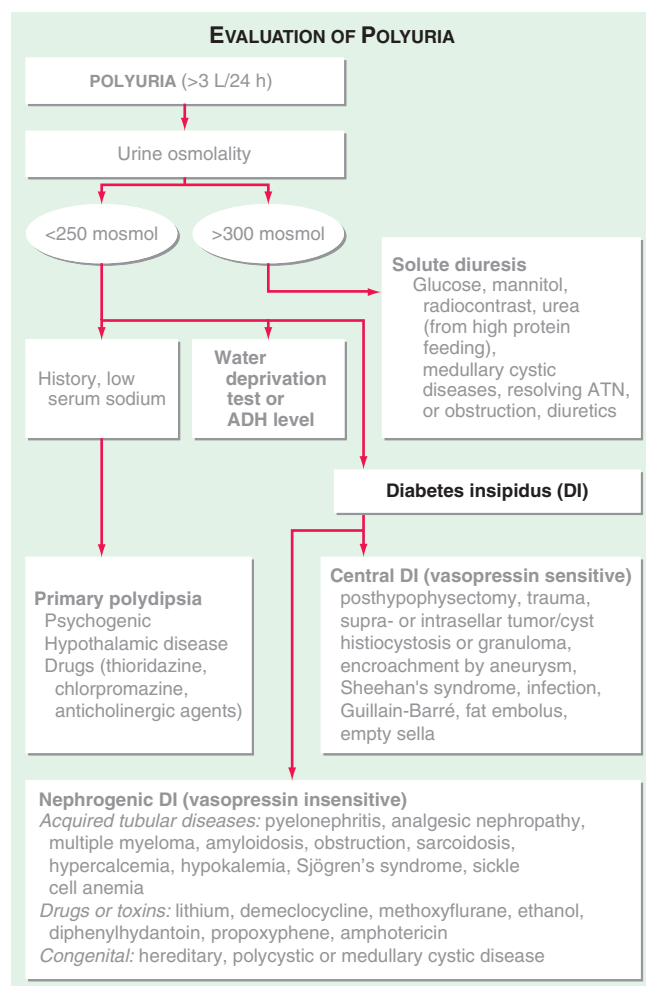 EVALUATION OF POLYURIA
POLYURIA (>3 L/24 h)
Urine osmolality
<250 mosmol
>300 mosmol
Solute diuresis
Glucose, mannitol,
radiocontrast, urea
(from high protein
feeding),
medullary cystic
diseases, resolving ATN,
or obstruction, diuretics
History, low
serum sodium
Water
deprivation
test or
ADH level
Diabetes insipidus (DI)
Primary polydipsia
Psychogenic
Hypothalamic disease
Drugs (thioridazine,
chlorpromazine,
anticholinergic agents)
Central DI (vasopressin sensitive)
posthypophysectomy, trauma,
supra- or intrasellar tumor/cyst
histiocystosis or granuloma,
encroachment by aneurysm,
Sheehan's syndrome, infection,
Guillain-Barré, fat embolus,
empty sella
Nephrogenic DI (vasopressin insensitive)
Acquired tubular diseases: pyelonephritis, analgesic nephropathy,
multiple myeloma, amyloidosis, obstruction, sarcoidosis,
hypercalcemia, hypokalemia, Sjögren’s syndrome, sickle
cell anemia
Drugs or toxins: lithium, demeclocycline, methoxyflurane, ethanol,
diphenylhydantoin, propoxyphene, amphotericin
Congenital: hereditary, polycystic or medullary cystic disease